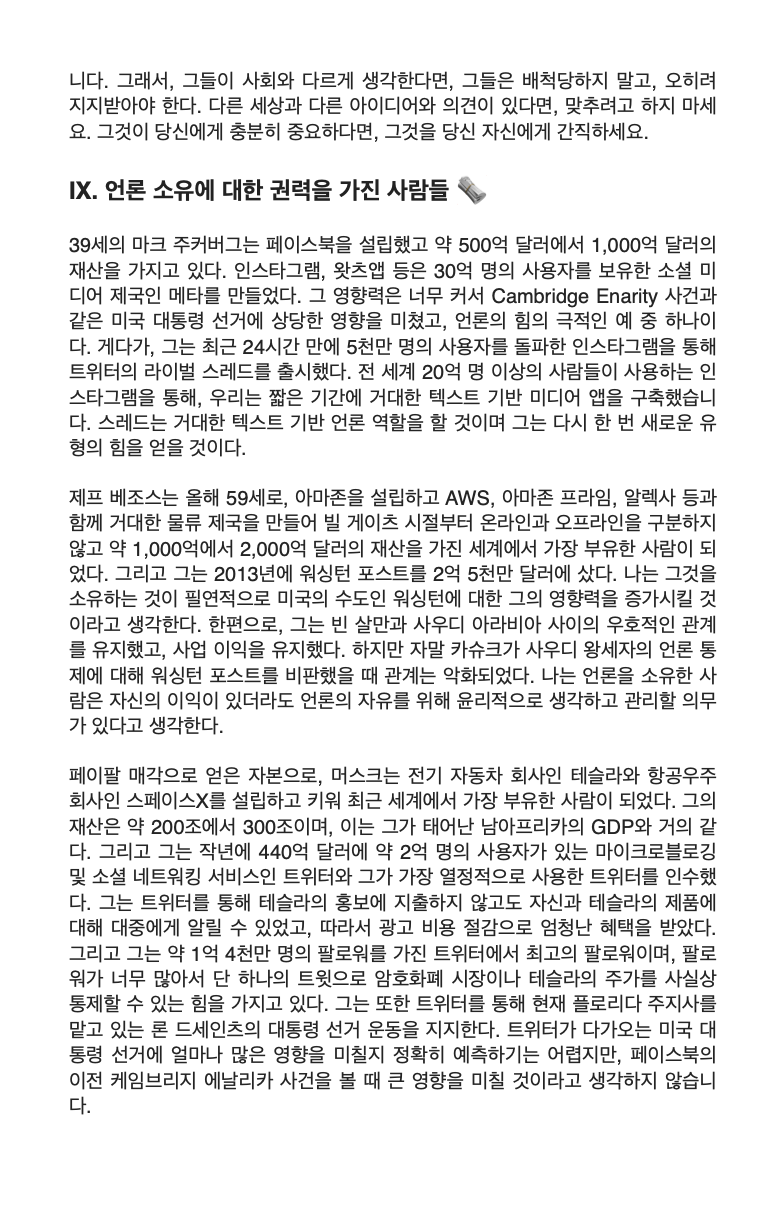 니다. 그래서, 그들이 사회와 다르게 생각한다면, 그들은 배척당하지 말고, 오히려
지지받아야 한다. 다른 세상과 다른 아이디어와 의견이 있다면, 맞추려고 하지 마세
요. 그것이 당신에게 충분히 중요하다면, 그것을 당신 자신에게 간직하세요.
IX. 언론 소유에 대한 권력을 가진 사람들 🗞️
39세의 마크 주커버그는 페이스북을 설립했고 약 500억 달러에서 1,000억 달러의
재산을 가지고 있다. 인스타그램, 왓츠앱 등은 30억 명의 사용자를 보유한 소셜 미
디어 제국인 메타를 만들었다. 그 영향력은 너무 커서 Cambridge Enarity 사건과
같은 미국 대통령 선거에 상당한 영향을 미쳤고, 언론의 힘의 극적인 예 중 하나이
다. 게다가, 그는 최근 24시간 만에 5천만 명의 사용자를 돌파한 인스타그램을 통해
트위터의 라이벌 스레드를 출시했다. 전 세계 20억 명 이상의 사람들이 사용하는 인
스타그램을 통해, 우리는 짧은 기간에 거대한 텍스트 기반 미디어 앱을 구축했습니
다. 스레드는 거대한 텍스트 기반 언론 역할을 할 것이며 그는 다시 한 번 새로운 유
형의 힘을 얻을 것이다.
제프 베조스는 올해 59세로, 아마존을 설립하고 AWS, 아마존 프라임, 알렉사 등과
함께 거대한 물류 제국을 만들어 빌 게이츠 시절부터 온라인과 오프라인을 구분하지
않고 약 1,000억에서 2,000억 달러의 재산을 가진 세계에서 가장 부유한 사람이 되
었다. 그리고 그는 2013년에 워싱턴 포스트를 2억 5천만 달러에 샀다. 나는 그것을
소유하는 것이 필연적으로 미국의 수도인 워싱턴에 대한 그의 영향력을 증가시킬 것
이라고 생각한다. 한편으로, 그는 빈 살만과 사우디 아라비아 사이의 우호적인 관계
를 유지했고, 사업 이익을 유지했다. 하지만 자말 카슈크가 사우디 왕세자의 언론 통
제에 대해 워싱턴 포스트를 비판했을 때 관계는 악화되었다. 나는 언론을 소유한 사
람은 자신의 이익이 있더라도 언론의 자유를 위해 윤리적으로 생각하고 관리할 의무
가 있다고 생각한다.
페이팔 매각으로 얻은 자본으로, 머스크는 전기 자동차 회사인 테슬라와 항공우주
회사인 스페이스X를 설립하고 키워 최근 세계에서 가장 부유한 사람이 되었다. 그의
재산은 약 200조에서 300조이며, 이는 그가 태어난 남아프리카의 GDP와 거의 같
다. 그리고 그는 작년에 440억 달러에 약 2억 명의 사용자가 있는 마이크로블로깅
및 소셜 네트워킹 서비스인 트위터와 그가 가장 열정적으로 사용한 트위터를 인수했
다. 그는 트위터를 통해 테슬라의 홍보에 지출하지 않고도 자신과 테슬라의 제품에
대해 대중에게 알릴 수 있었고, 따라서 광고 비용 절감으로 엄청난 혜택을 받았다.
그리고 그는 약 1억 4천만 명의 팔로워를 가진 트위터에서 최고의 팔로워이며, 팔로
워가 너무 많아서 단 하나의 트윗으로 암호화폐 시장이나 테슬라의 주가를 사실상
통제할 수 있는 힘을 가지고 있다. 그는 또한 트위터를 통해 현재 플로리다 주지사를
맡고 있는 론 드세인츠의 대통령 선거 운동을 지지한다. 트위터가 다가오는 미국 대
통령 선거에 얼마나 많은 영향을 미칠지 정확히 예측하기는 어렵지만, 페이스북의
이전 케임브리지 에날리카 사건을 볼 때 큰 영향을 미칠 것이라고 생각하지 않습니
다.